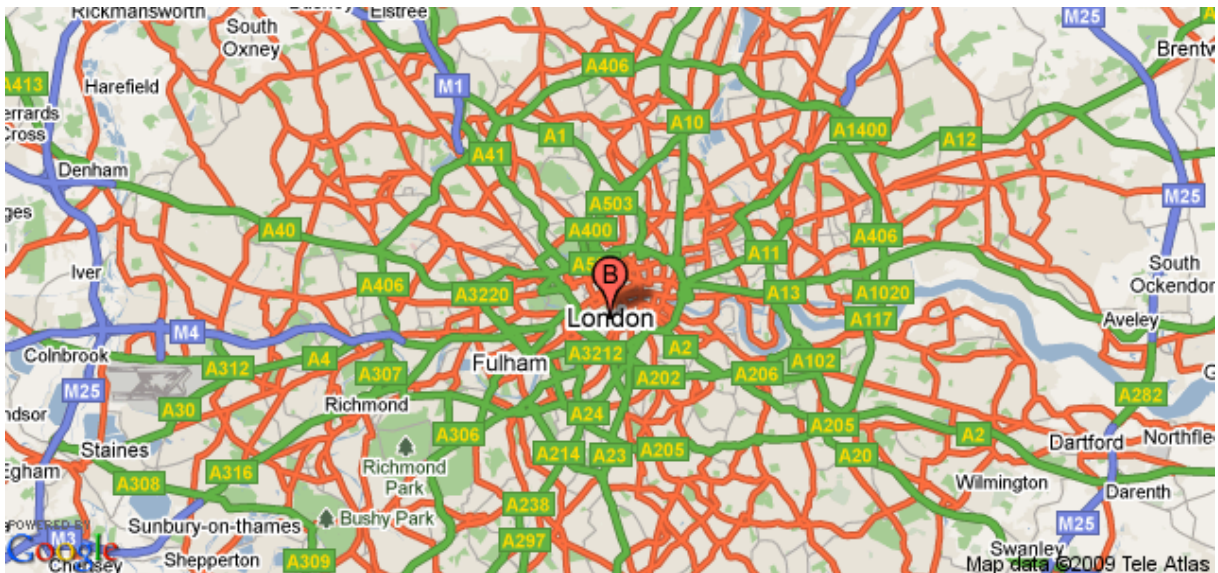 Rickmansworth
Bushey
Elstree
M25
South
Oxney
Brentw
A406
A413
Harefield
M1
errards
Cross
A1
A10
A1400
A12
A41
Denham
M25
A503
ges
A40
A400
A406
A11
Iver
A5
B
South
Ockendon
A406
A3220
A13
A1020
M4
London
A117
Aveley
Colnbrook
A312
A4
Fulham
A3212
A2
A102
M25
A307
A202
A206
A282
ndsor
A30
Richmond
A24
Staines
A306
A205
A2
Dartford
Northflee
Egham
A316
Richmond
Park
A214
A23
A205
A20
A308
Wilmington
Darenth
A238
POWERED BY
Google
Sunbury-on-thames
Bushy Park
M25
M3
A297
Shepperton
A309
Swanley
Map data ©2009 Tele Atlas